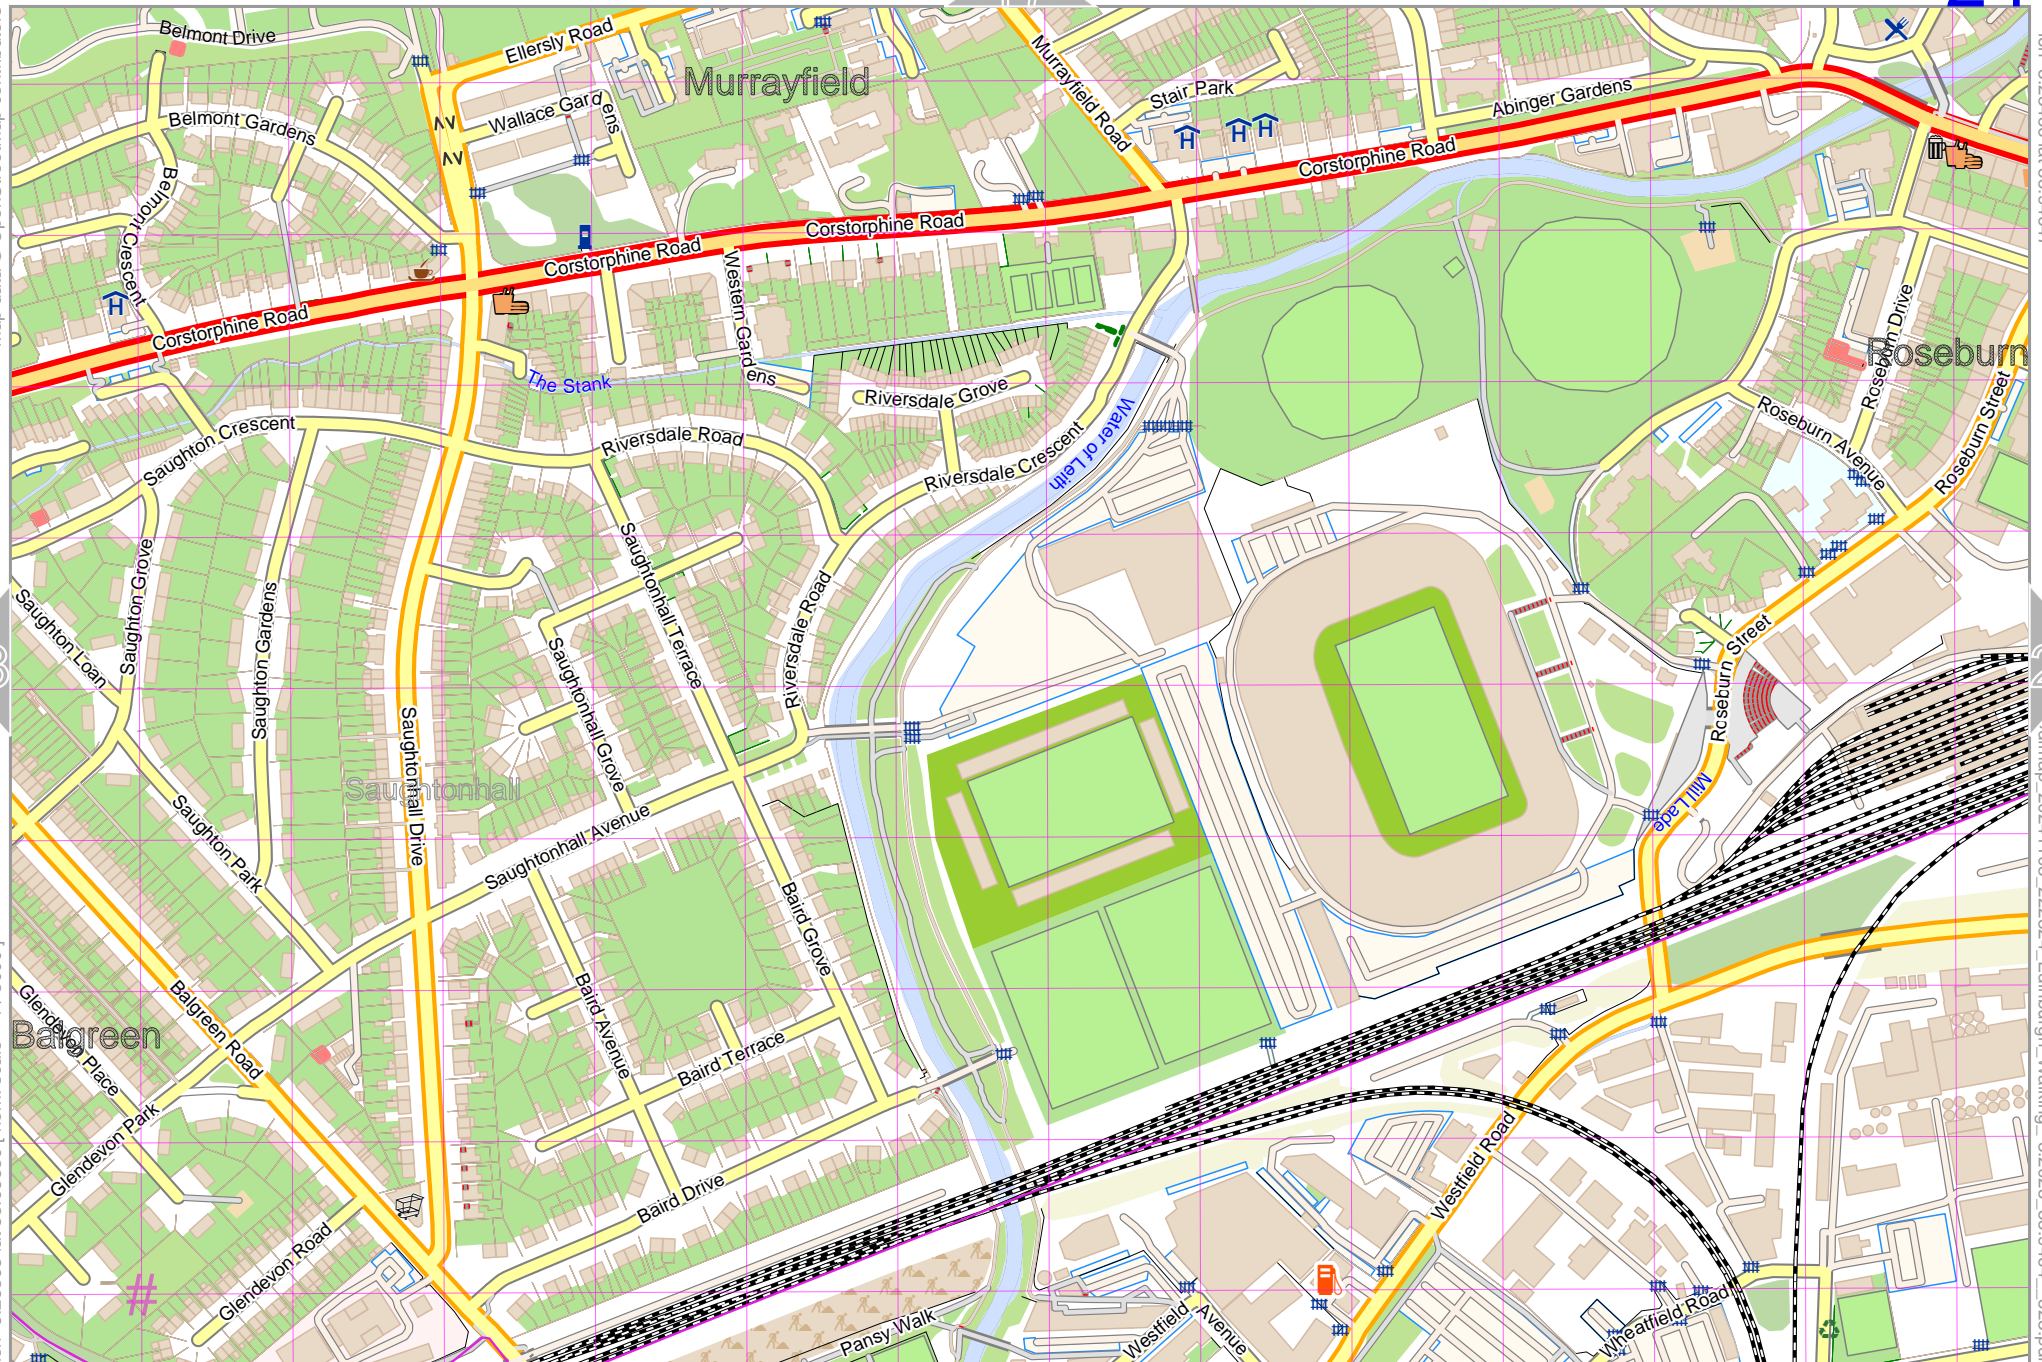 Belmont Drive
Ellersly Road
Murrayfield
Murrayfield Road
Stair Park
Abinger Gardens
Wallace Gardens
Belmont Gardens
Belmont Crescent
H
H
H
H
Corstorphine Road
Corstorphine Road
Corstorphine Road
Corstorphine Road
Western Gardens
The Stank
Riversdale Grove
Roseburn Drive
Roseburn
Roseburn Street
Roseburn Avenue
Saughton Crescent
Riversdale Road
Riversdale Crescent
Water of Leith
Saughton Grove
Saughton Gardens
Saughton Loan
Saughtonhall Terrace
Riversdale Road
Saughtonhall Grove
Roseburn Street
Saughtonhall Drive
Saughtonhall
Mill Lade
Saughton Park
Saughtonhall Avenue
Baird Grove
Balgreen Road
Baird Avenue
Glendevon Place
Balgreen
Baird Terrace
Glendevon Park
Baird Drive
Westfield Road
Glendevon Road
#
Pansy Walk
Westfield Avenue
Wheatfield Road